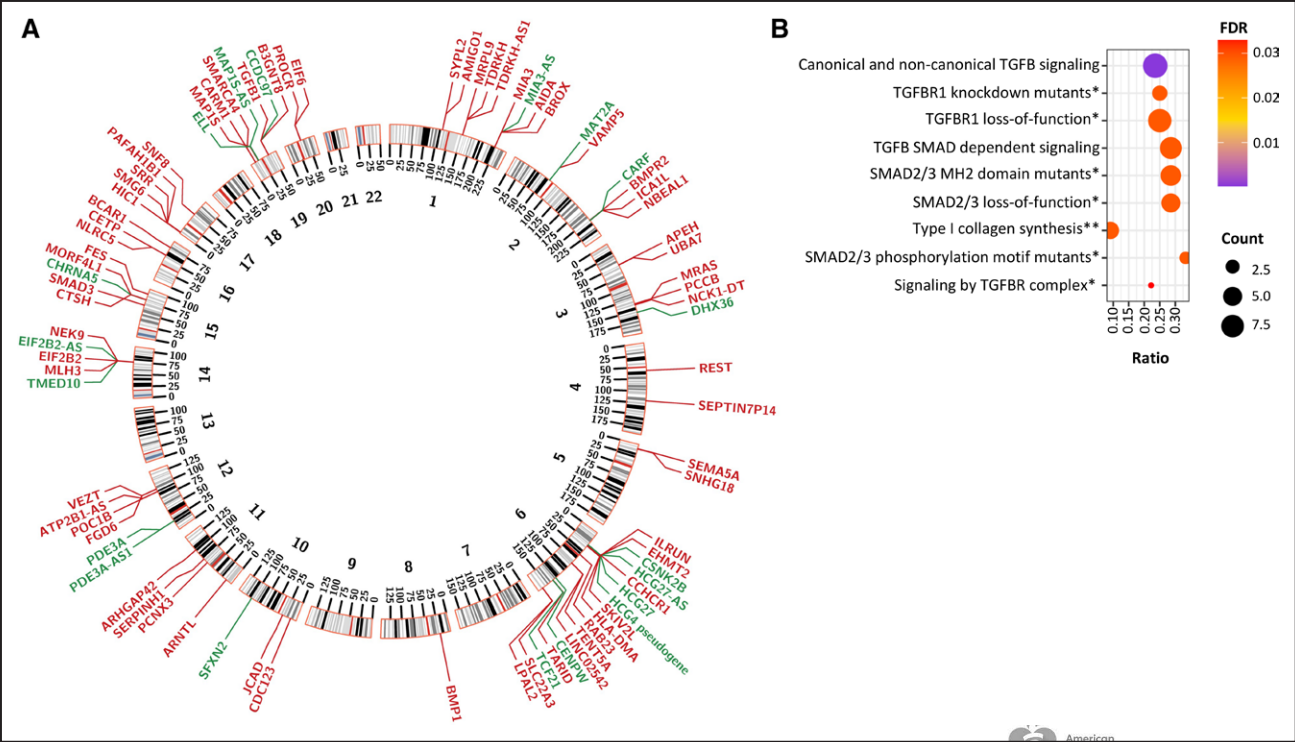 A
SYPL2
AMIGO1
MRPL9
TDRKH
TDRKH-AS1
MIA3
MIA3-AS
AIDA
BROX
MAT2A
VAMP5
CARF
BMPR2
ICA1L
NBEAL1
APEH
UBA7
MRAS
PCCB
NCK1-DT
DHX36
REST
SEPTIN7P14
SEMA5A
SNHG18
ILRUN
EHMT2
CSNK2B
HCG27-AS
CCHCR1
HCG27
HCG4 pseudogene
SKIV2L
HLA-DMA
RAB23
TENT5A
LINC02542
CENPW
TARID
TCF21
SLC22A3
LPAL2
BMP1
CDC123
JCAD
SFXN2
ARNTL
PCNX3
SERPINH1
ARHGAP42
PDE3A-AS1
PDE3A
FGD6
POC1B
ATP2B1-AS
VEZT
TMED10
MLH3
EIF2B2
EIF2B2-AS
NEK9
CTSH
SMAD3
CHRNA5
MORF4L1
FES
NLRC5
CETP
BCAR1
HIC1
SMG6
SRR
PAFAH1B1
SNF8
ELL
MAP1S
CARM1
SMARCA4
MAP1S-AS
TGFB1
CCDC97
B3GNT8
PROCR
EIF6
1
2
3
4
5
6
7
8
9
10
11
12
13
14
15
16
17
18
19
20
21
22
B
Canonical and non-canonical TGFB signaling
TGFBR1 knockdown mutants*
TGFBR1 loss-of-function*
TGFB SMAD dependent signaling
SMAD2/3 MH2 domain mutants*
SMAD2/3 loss-of-function*
Type I collagen synthesis**
SMAD2/3 phosphorylation motif mutants*
Signaling by TGFBR complex*
0.10
0.15
0.20
0.25
0.30
Ratio
FDR
0.03
0.02
0.01
Count
2.5
5.0
7.5
American